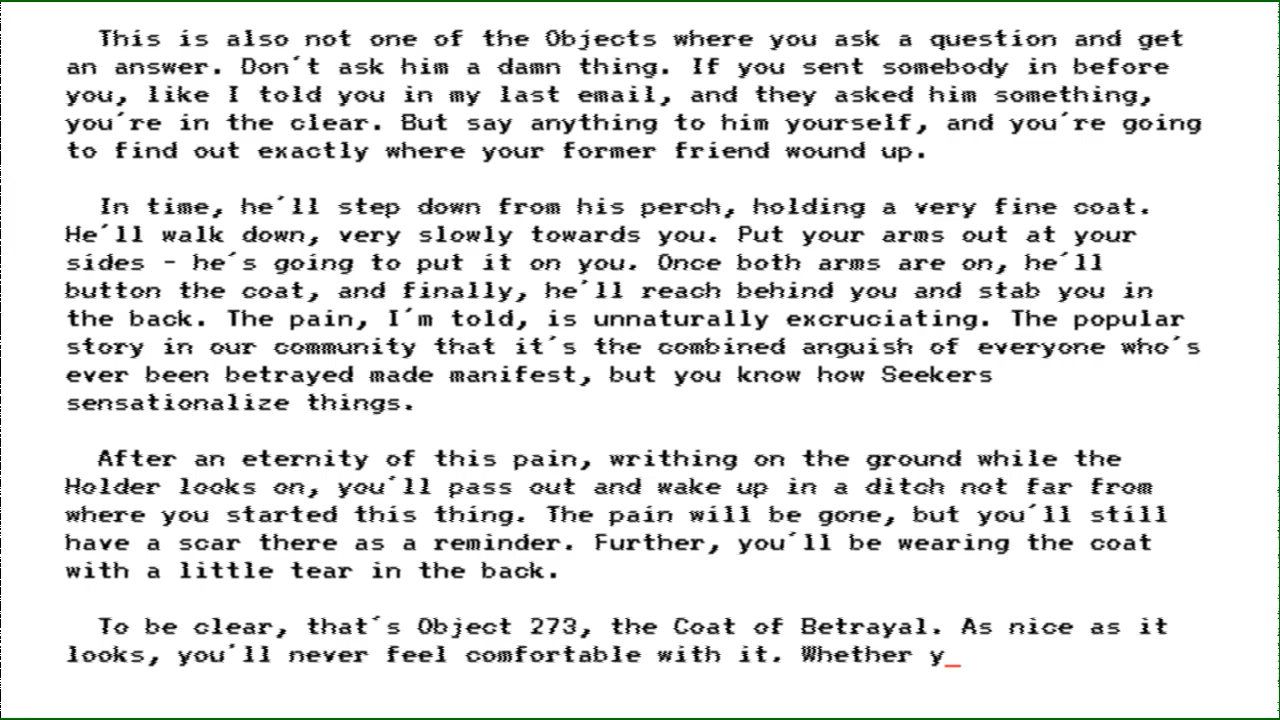 This is also not one of the Objects where you ask a question and get
an answer. Don´t ask him a damn thing. If you sent somebody in before
you, like I told you in my last email, and they asked him something,
you´re in the clear. But say anything to him yourself, and you´re going
to find out exactly where your former friend wound up.
In time, he´ll step down from his perch, holding a very fine coat.
He´ll walk down, very slowly towards you. Put your arms out at your
sides - he´s going to put it on you. Once both arms are on, he´ll
button the coat, and finally, he´ll reach behind you and stab you in
the back. The pain, I´m told, is unnaturally excruciating. The popular
story in our community that it´s the combined anguish of everyone who´s
ever been betrayed made manifest, but you know how Seekers
sensationalize things.
After an eternity of this pain, writhing on the ground while the
Holder looks on, you´ll pass out and wake up in a ditch not far from
where you started this thing. The pain will be gone, but you´ll still
have a scar there as a reminder. Further, you´ll be wearing the coat
with a little tear in the back.
To be clear, that´s Object 273, the Coat of Betrayal. As nice as it
looks, you´ll never feel comfortable with it. Whether y_